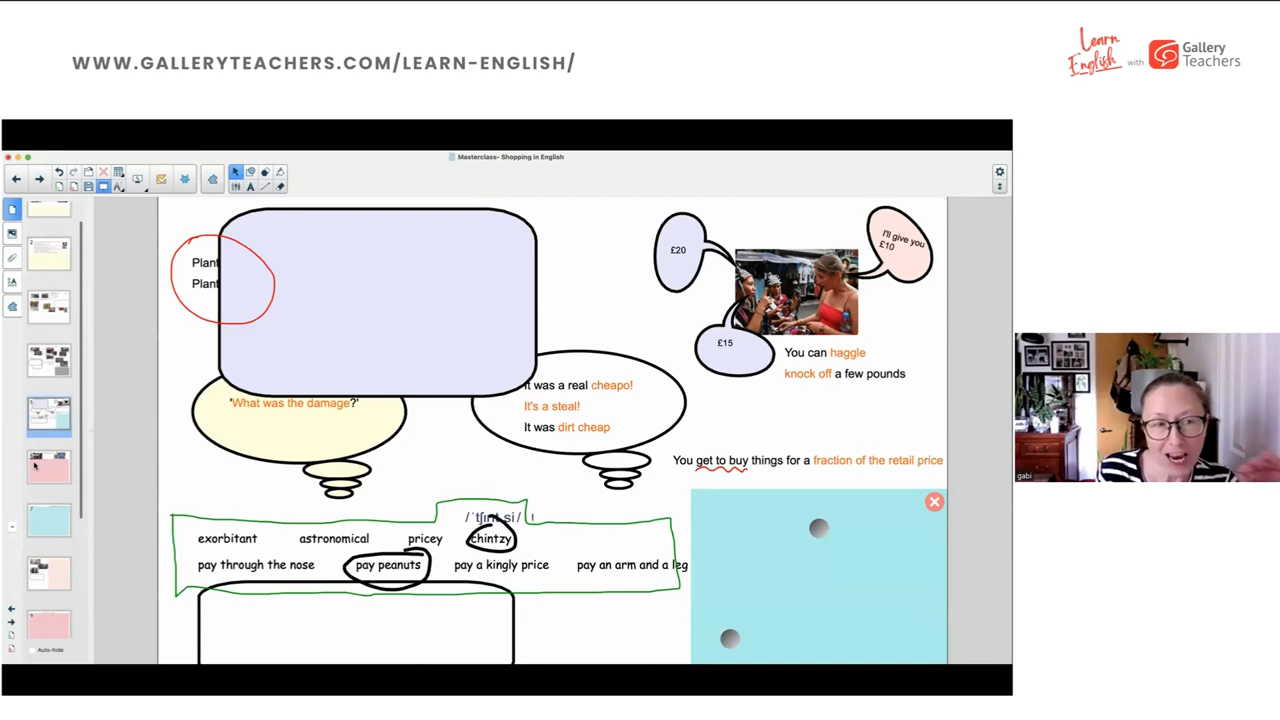 WWW.GALLERYTEACHERS.COM/LEARN-ENGLISH/
Learn
English
with
Gallery
Teachers
Masterclass- Shopping in English
Plant
Plant
£20
I'll give you
£10
£15
You can haggle
knock off a few pounds
'What was the damage?'
It was a real cheapo!
It's a steal!
It was dirt cheap
You get to buy things for a fraction of the retail price
exorbitant astronomical pricey chintzy
pay through the nose pay peanuts pay a kingly price pay an arm and a leg
Auto-hide
gabi